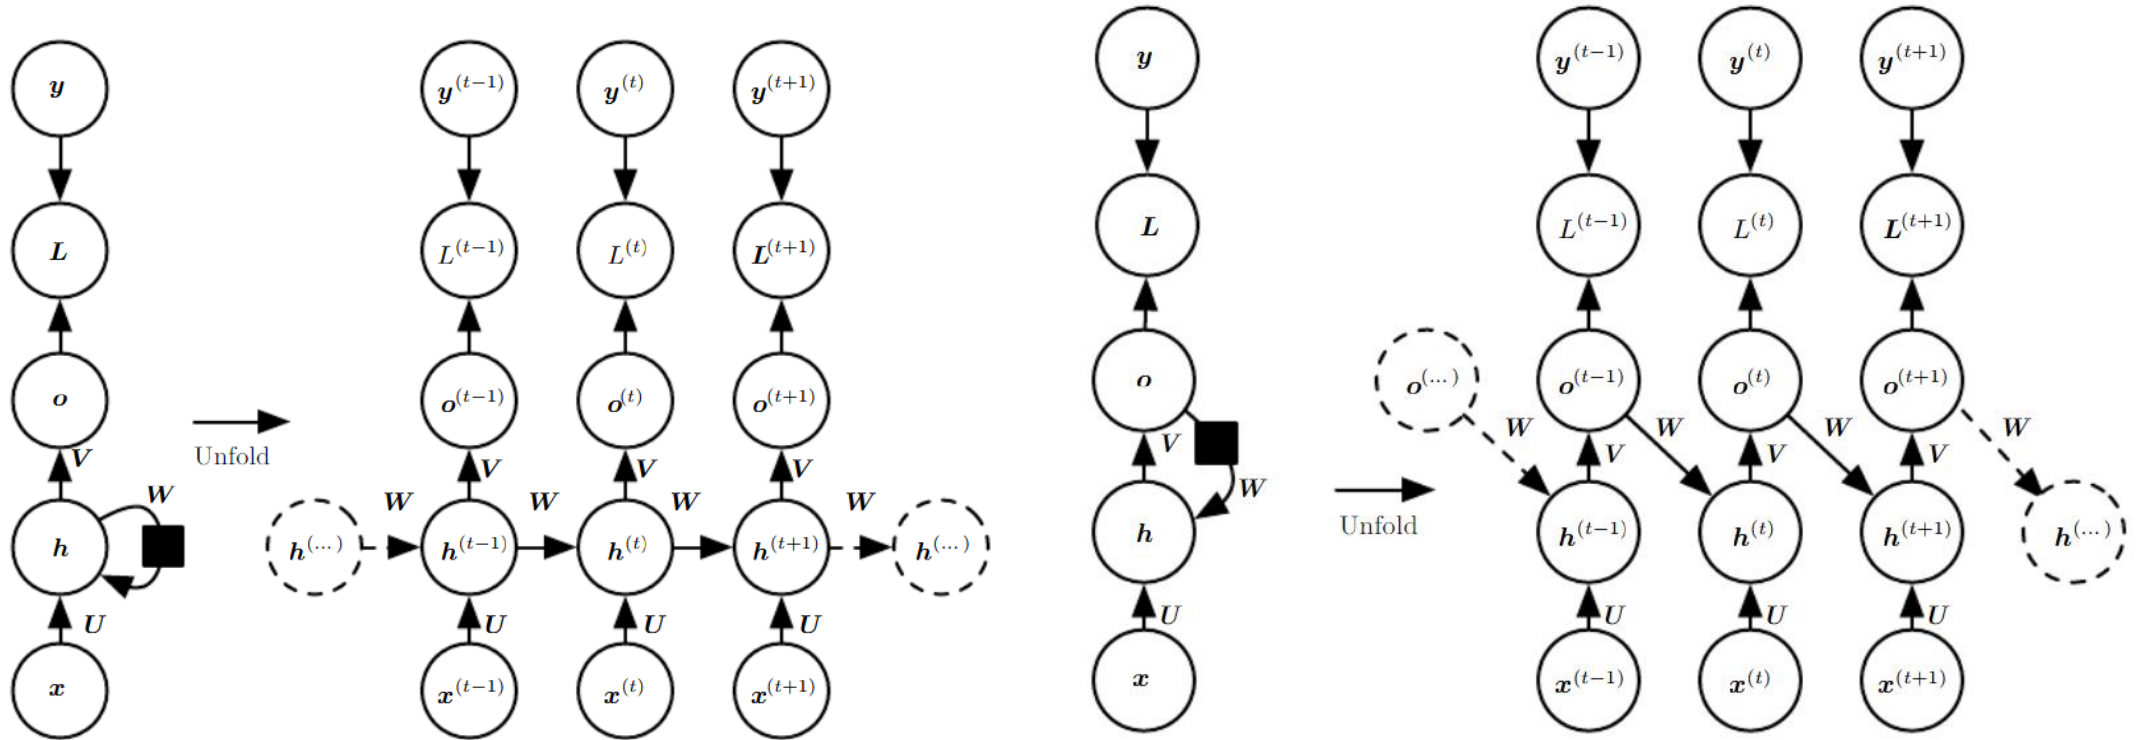 y y^(t−1) y^(t) y^(t+1)
L L^(t−1) L^(t) L^(t+1)
o o^(t−1) o^(t) o^(t+1)
Unfold
V V V V
W W W W W
h h^(...) h^(t−1) h^(t) h^(t+1) h^(...)
U U U U
x x^(t−1) x^(t) x^(t+1)
y y^(t−1) y^(t) y^(t+1)
L L^(t−1) L^(t) L^(t+1)
o o^(...) o^(t−1) o^(t) o^(t+1)
W W W W
V V V V
W
Unfold
h h^(t−1) h^(t) h^(t+1) h^(...)
U U U U
x x^(t−1) x^(t) x^(t+1)